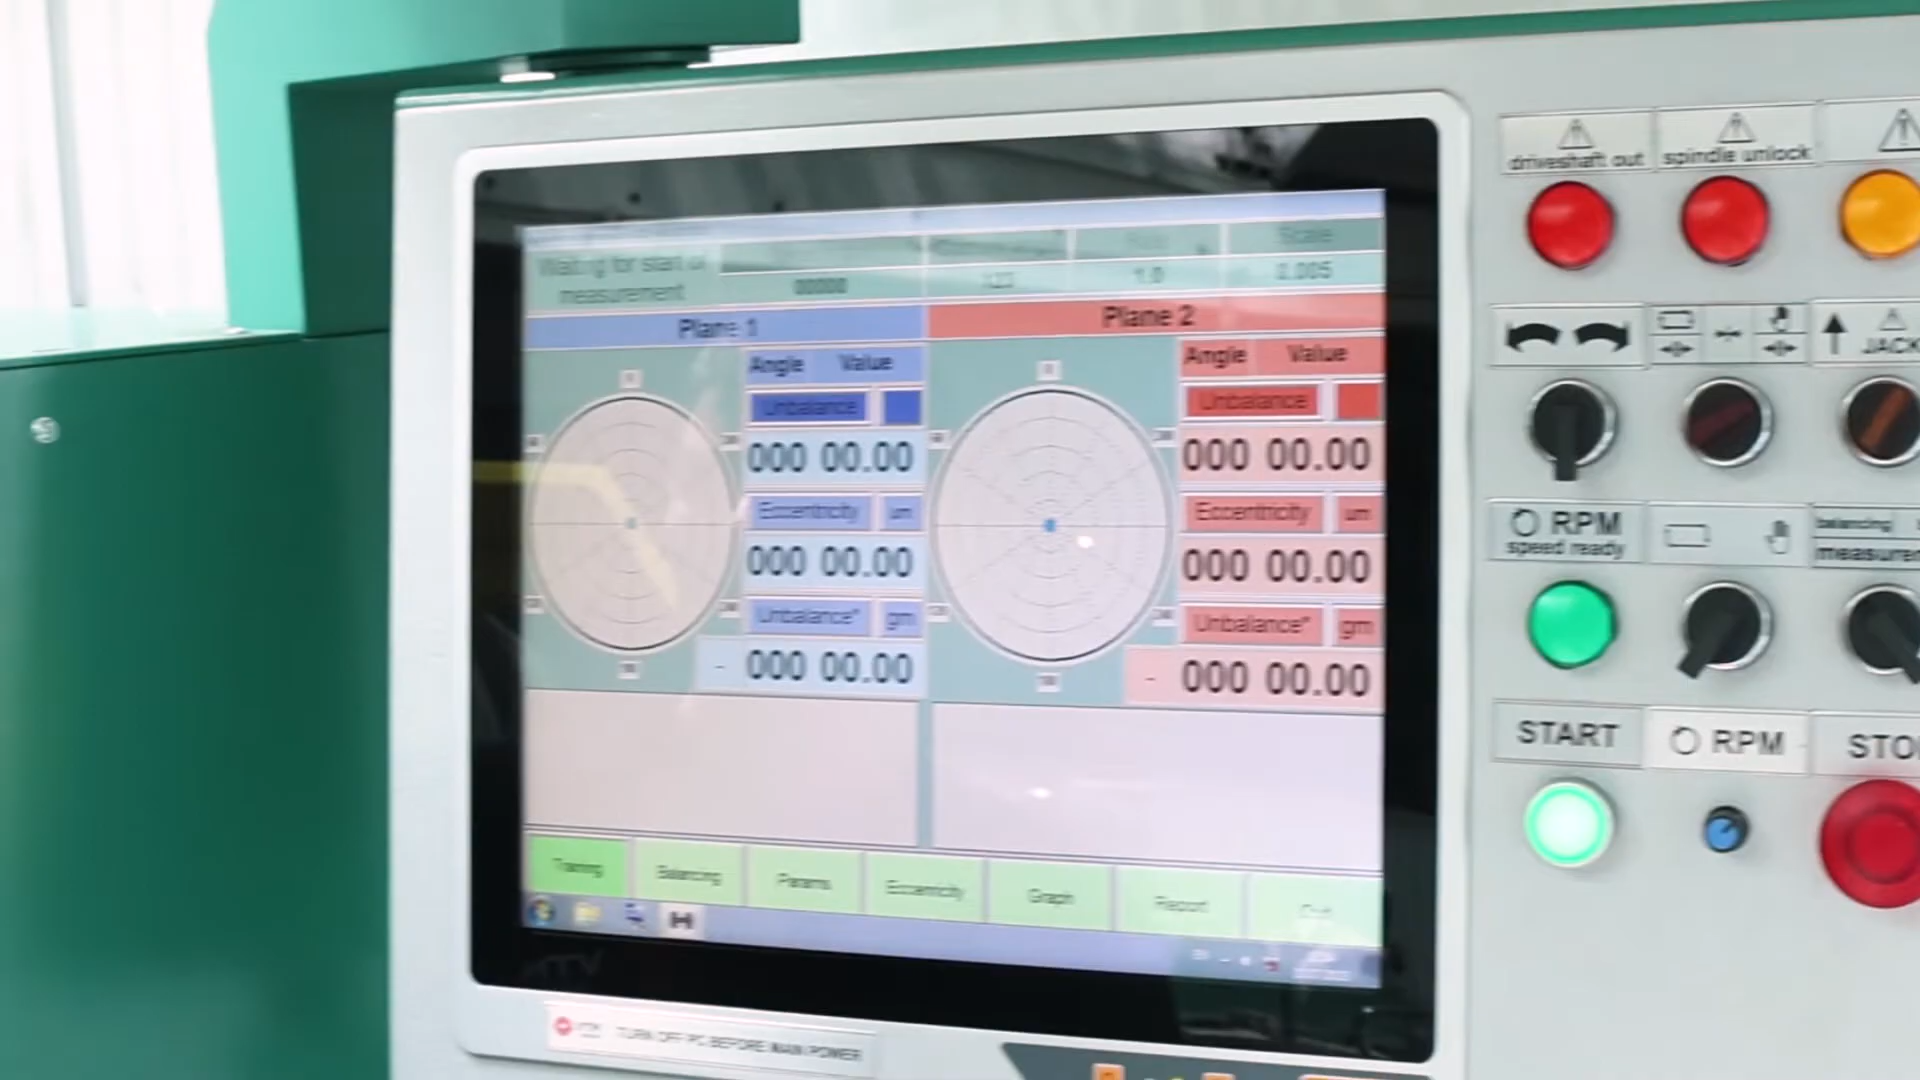 Waiting for start of
measurement
Scale
00000
1.0
0.005
Plane 1
Plane 2
Angle Value
Angle Value
Unbalance
Unbalance
000 00.00
000 00.00
Eccentricity um
Eccentricity um
000 00.00
000 00.00
Unbalance* gm
Unbalance* gm
- 000 00.00
- 000 00.00
Training
Balancing
Params
Eccentricity
Graph
Report
TURN OFF PC BEFORE MAIN POWER
driveshaft out
spindle unlock
JACK
RPM
speed ready
balancing
measurem
START
RPM
STO